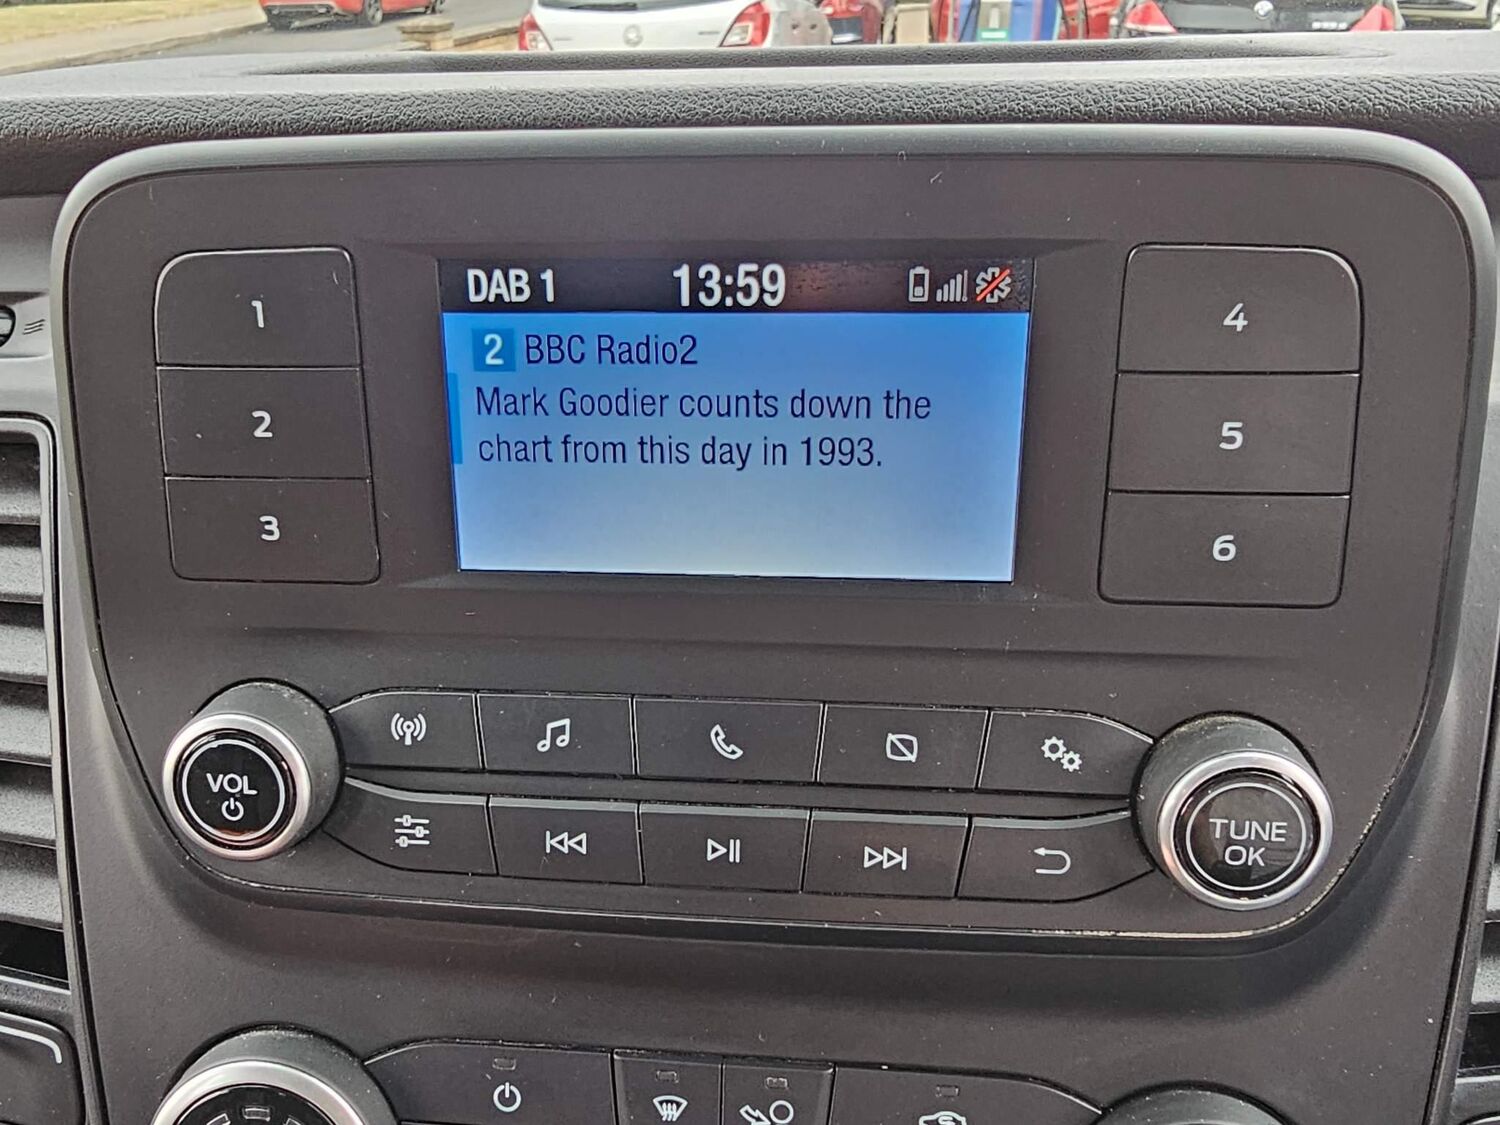 DAB 1 13:59
2 BBC Radio2
Mark Goodier counts down the
chart from this day in 1993.
1
2
3
4
5
6
VOL
TUNE
OK